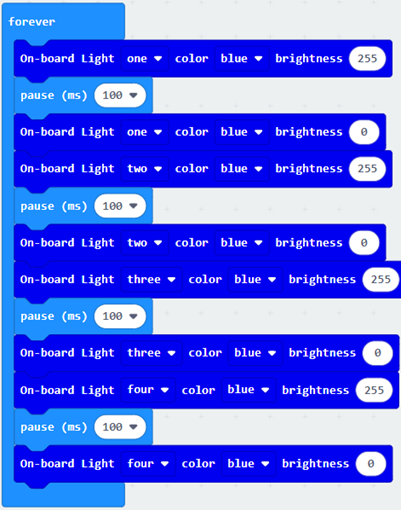 forever
On-board Light one color blue brightness 255
pause (ms) 100
On-board Light one color blue brightness 0
On-board Light two color blue brightness 255
pause (ms) 100
On-board Light two color blue brightness 0
On-board Light three color blue brightness 255
pause (ms) 100
On-board Light three color blue brightness 0
On-board Light four color blue brightness 255
pause (ms) 100
On-board Light four color blue brightness 0